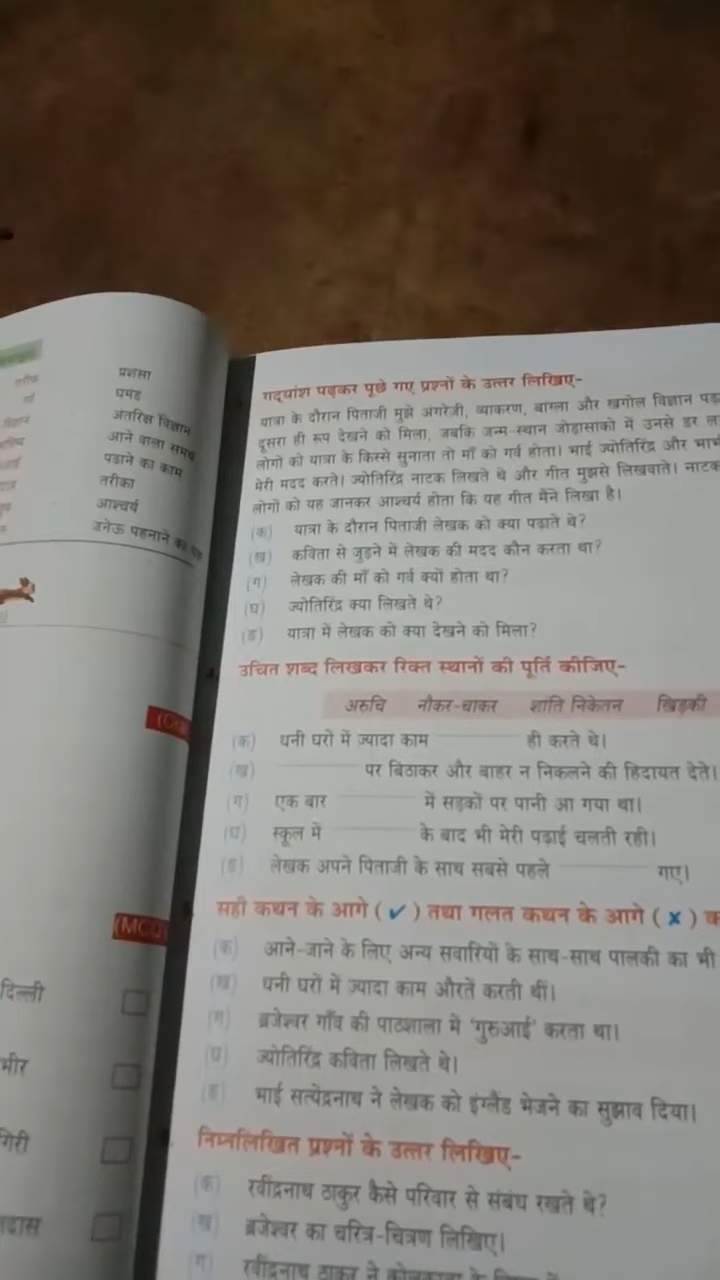 प्रशंसा
घमंड
अंतरिक्ष विज्ञान
आने वाला समय
पढ़ाने का काम
तरीका
आश्चर्य
जनेऊ पहनाने का
(MCQ
दिल्ली
मीर
गिरी
दास
गद्यांश पढ़कर पूछे गए प्रश्नों के उत्तर लिखिए-
यात्रा के दौरान पिताजी मुझे अंगरेज़ी, व्याकरण, बांग्ला और खगोल विज्ञान पढ़
दूसरा ही रूप देखने को मिला, जबकि जन्म-स्थान जोड़ासांको में उनसे डर ल
लोगों को यात्रा के किस्से सुनाता तो माँ को गर्व होता। भाई ज्योतिरिंद्र और भाभ
मेरी मदद करते। ज्योतिरिंद्र नाटक लिखते थे और गीत मुझसे लिखवाते। नाटक
लोगों को यह जानकर आश्चर्य होता कि यह गीत मैंने लिखा है।
(क) यात्रा के दौरान पिताजी लेखक को क्या पढ़ाते थे?
(ख) कविता से जुड़ने में लेखक की मदद कौन करता था?
(ग) लेखक की माँ को गर्व क्यों होता था?
(घ) ज्योतिरिंद्र क्या लिखते थे?
(ङ) यात्रा में लेखक को क्या देखने को मिला?
उचित शब्द लिखकर रिक्त स्थानों की पूर्ति कीजिए-
अरुचि नौकर-चाकर शांति निकेतन खिड़की
(क) धनी घरों में ज्यादा काम ही करते थे।
(ख) पर बिठाकर और बाहर न निकलने की हिदायत देते।
(ग) एक बार में सड़कों पर पानी आ गया था।
(घ) स्कूल में के बाद भी मेरी पढ़ाई चलती रही।
(ङ) लेखक अपने पिताजी के साथ सबसे पहले गए।
सही कथन के आगे (✓) तथा गलत कथन के आगे (✗) क
(क) आने-जाने के लिए अन्य सवारियों के साथ-साथ पालकी का भी
(ख) धनी घरों में ज़्यादा काम औरतें करती थीं।
(ग) ब्रजेश्वर गाँव की पाठशाला में 'गुरुआई' करता था।
(घ) ज्योतिरिंद्र कविता लिखते थे।
(ङ) भाई सत्येंद्रनाथ ने लेखक को इंग्लैंड भेजने का सुझाव दिया।
निम्नलिखित प्रश्नों के उत्तर लिखिए-
(क) रवींद्रनाथ ठाकुर कैसे परिवार से संबंध रखते थे?
(ख) ब्रजेश्वर का चरित्र-चित्रण लिखिए।
(ग) रवींद्रनाथ ठाकुर ने कोलकाता के